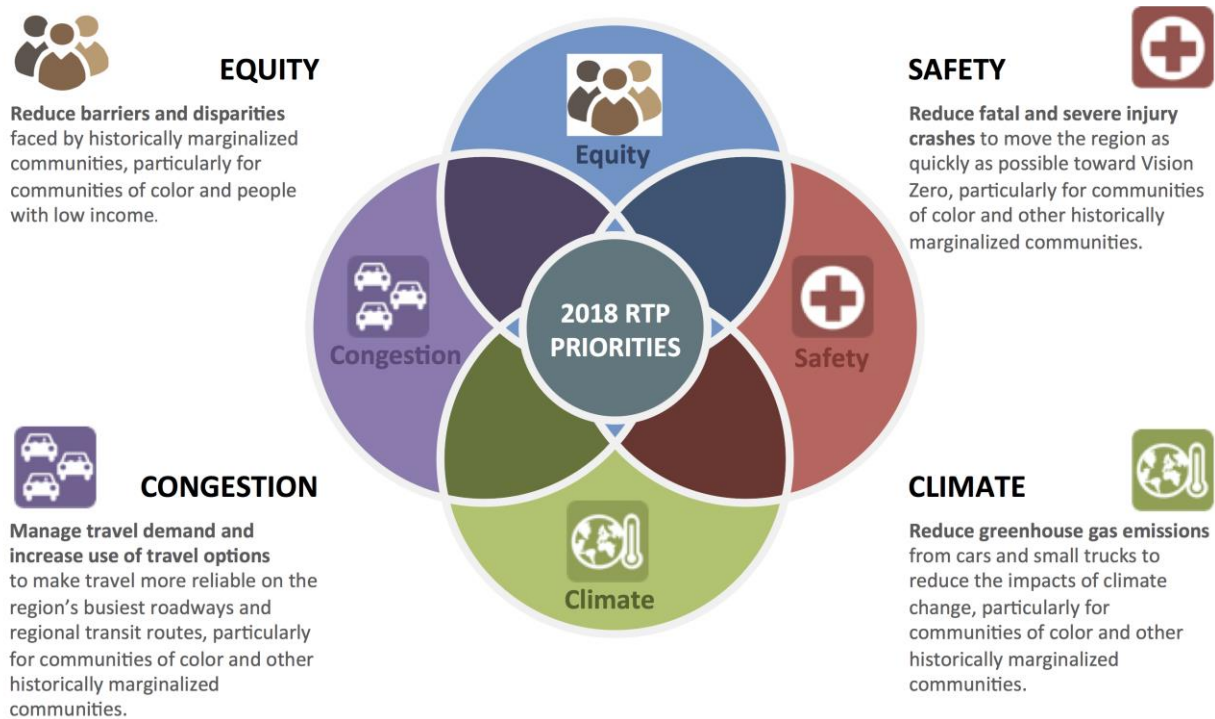 EQUITY
Reduce barriers and disparities
faced by historically marginalized
communities, particularly for
communities of color and people
with low income.
SAFETY
Reduce fatal and severe injury
crashes to move the region as
quickly as possible toward Vision
Zero, particularly for communities
of color and other historically
marginalized communities.
Equity
Congestion
2018 RTP
PRIORITIES
Safety
Climate
CONGESTION
Manage travel demand and
increase use of travel options
to make travel more reliable on the
region's busiest roadways and
regional transit routes, particularly
for communities of color and other
historically marginalized
communities.
CLIMATE
Reduce greenhouse gas emissions
from cars and small trucks to
reduce the impacts of climate
change, particularly for
communities of color and other
historically marginalized
communities.